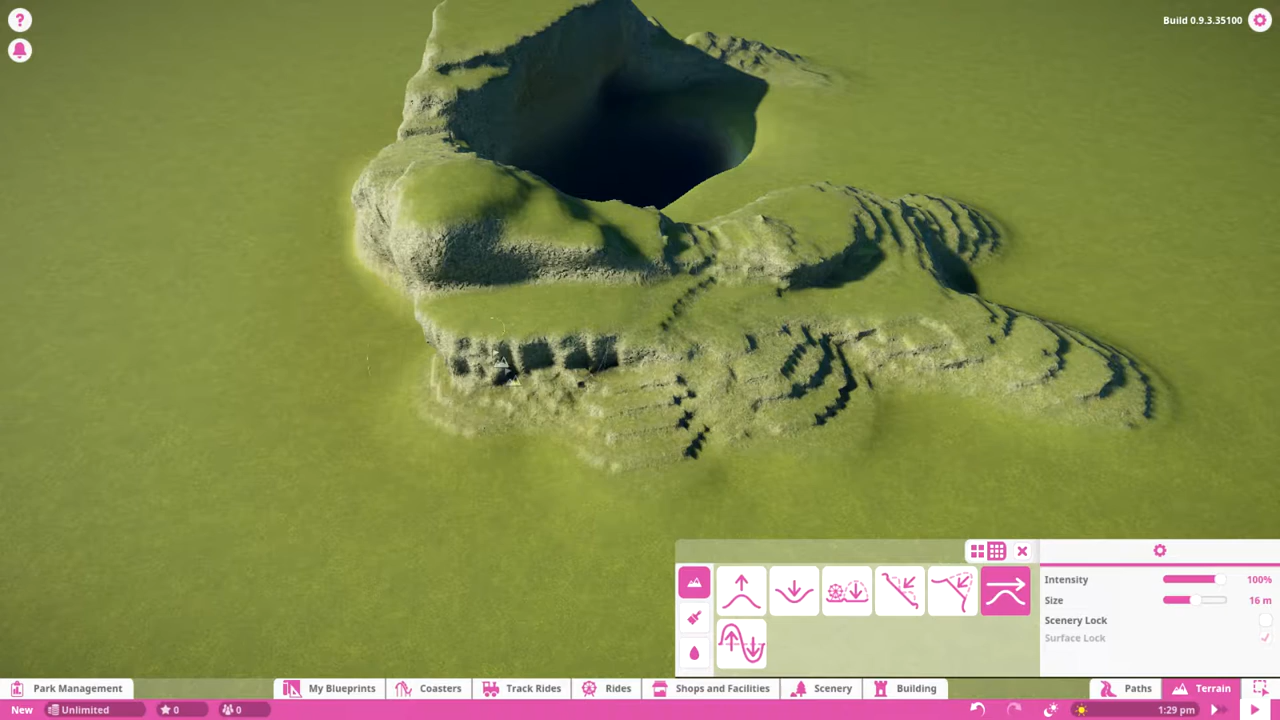 ?
Build 0.9.3.35100
Intensity 100%
Size 16 m
Scenery Lock
Surface Lock
Park Management
My Blueprints
Coasters
Track Rides
Rides
Shops and Facilities
Scenery
Building
Paths
Terrain
New
Unlimited
0
0
1:29 pm